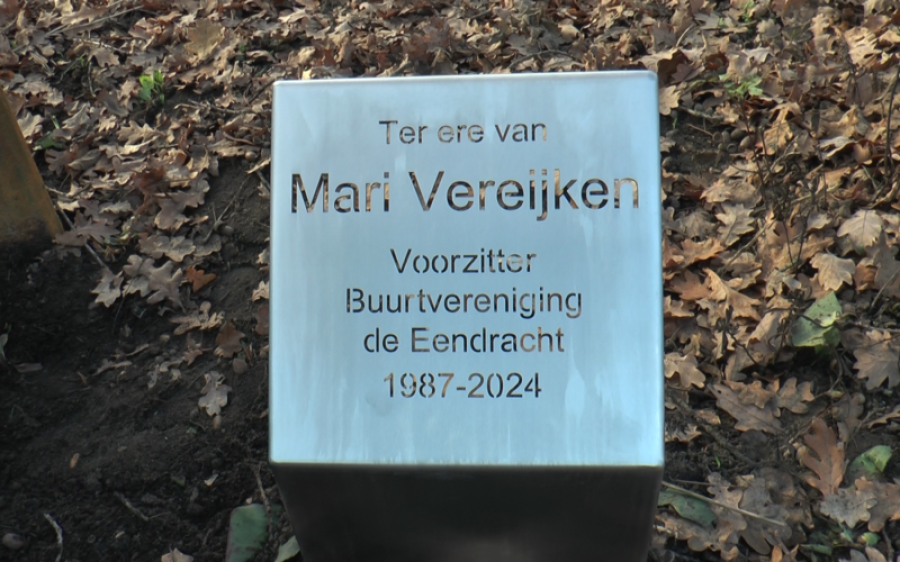 Ter ere van
Mari Vereijken
Voorzitter
Buurtvereniging
de Eendracht
1987-2024